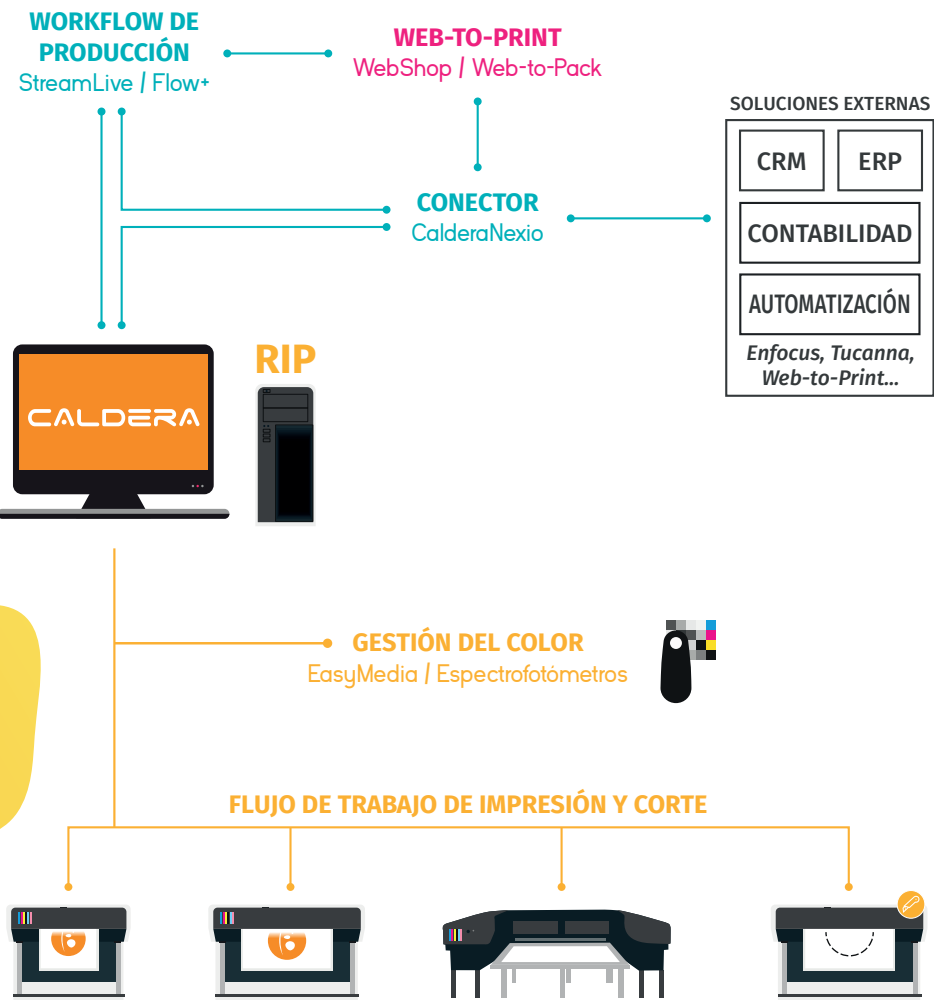 WORKFLOW DE
PRODUCCIÓN
StreamLive / Flow+
WEB-TO-PRINT
WebShop / Web-to-Pack
SOLUCIONES EXTERNAS
CRM
ERP
CONTABILIDAD
AUTOMATIZACIÓN
Enfocus, Tucanna,
Web-to-Print...
CONECTOR
CalderaNexio
CALDERA
RIP
GESTIÓN DEL COLOR
EasyMedia / Espectrofotómetros
FLUJO DE TRABAJO DE IMPRESIÓN Y CORTE